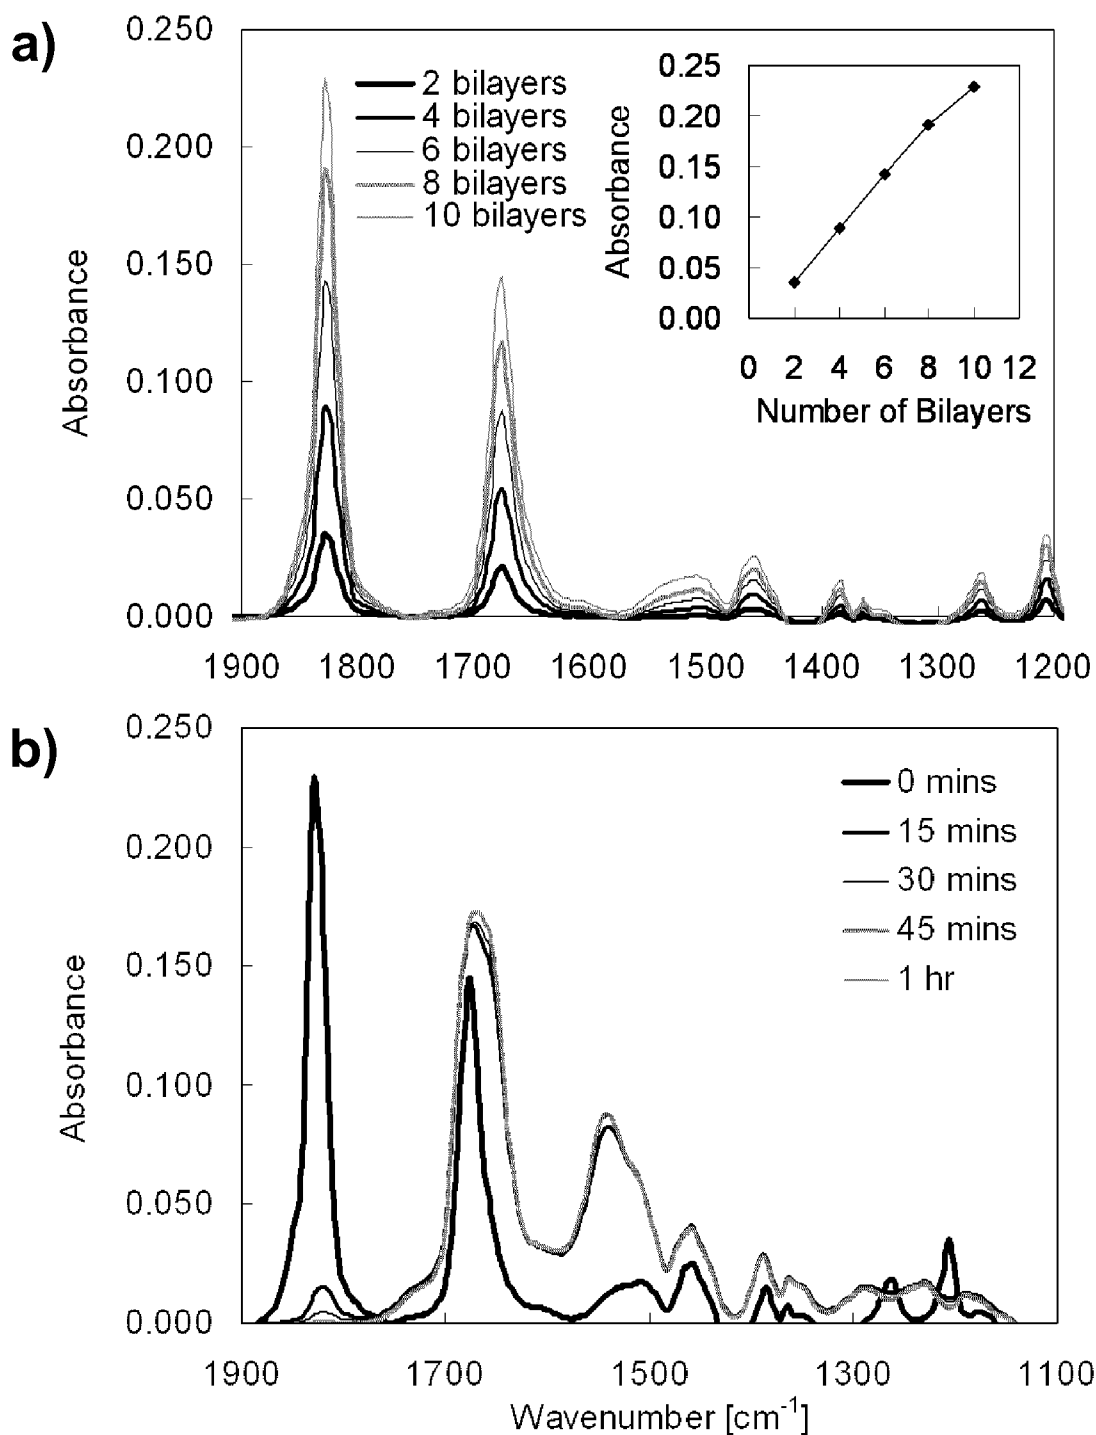 a)
0.250
0.200
0.150
0.100
0.050
0.000
Absorbance
1900 1800 1700 1600 1500 1400 1300 1200
2 bilayers
4 bilayers
6 bilayers
8 bilayers
10 bilayers
0.25
0.20
0.15
0.10
0.05
0.00
Absorbance
0 2 4 6 8 10 12
Number of Bilayers
b)
0.250
0.200
0.150
0.100
0.050
0.000
Absorbance
0 mins
15 mins
30 mins
45 mins
1 hr
1900 1700 1500 1300 1100
Wavenumber [cm⁻¹]